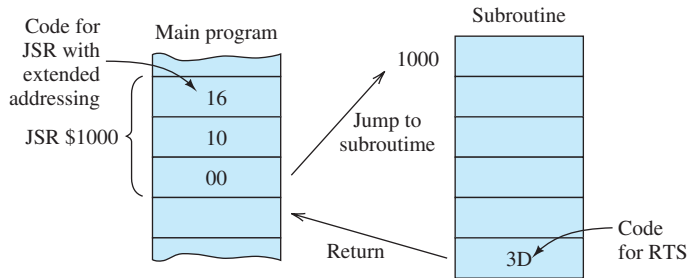 Code for
JSR with
extended
addressing
Main program
16
JSR $1000
10
00
Jump to
subroutime
Return
Subroutine
1000
3D
Code
for RTS